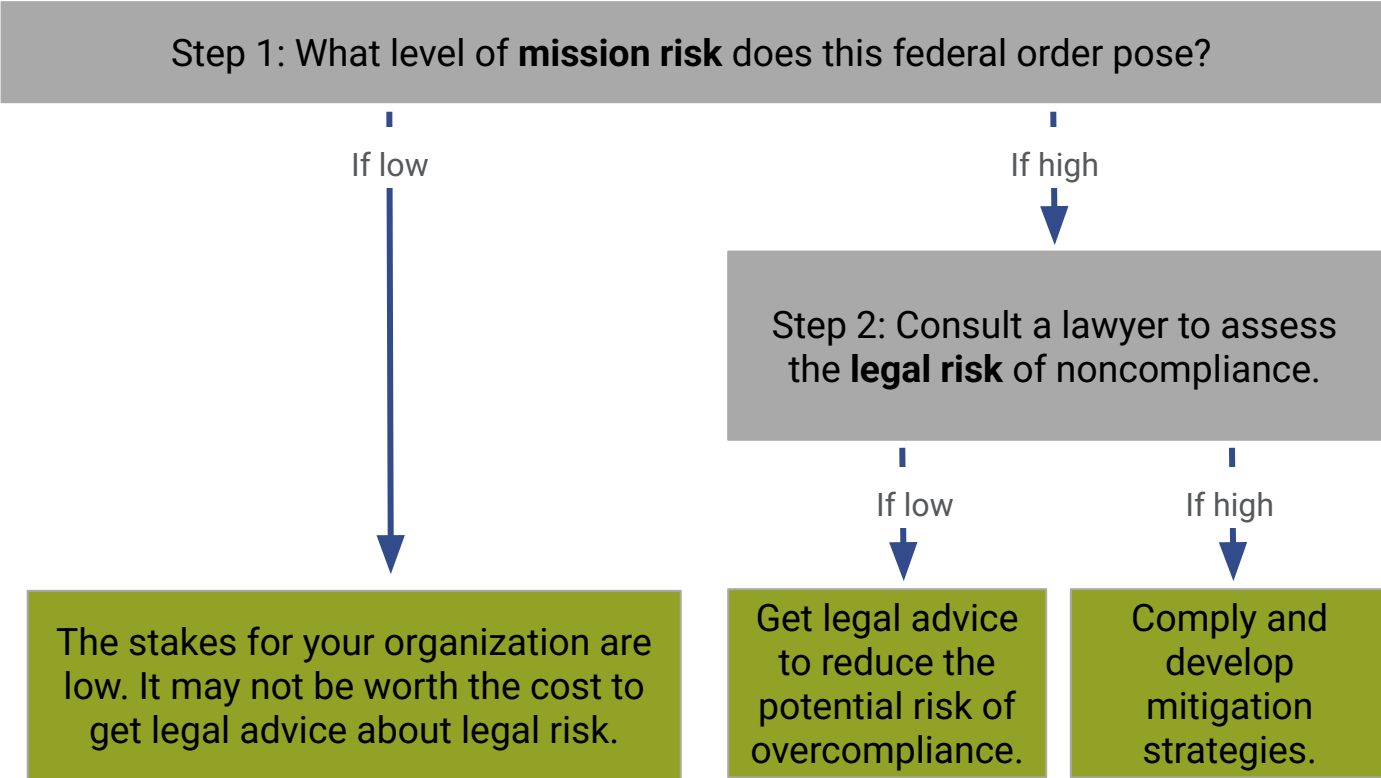 Step 1: What level of mission risk does this federal order pose?
If low
If high
Step 2: Consult a lawyer to assess
the legal risk of noncompliance.
If low
If high
The stakes for your organization are
low. It may not be worth the cost to
get legal advice about legal risk.
Get legal advice
to reduce the
potential risk of
overcompliance.
Comply and
develop
mitigation
strategies.